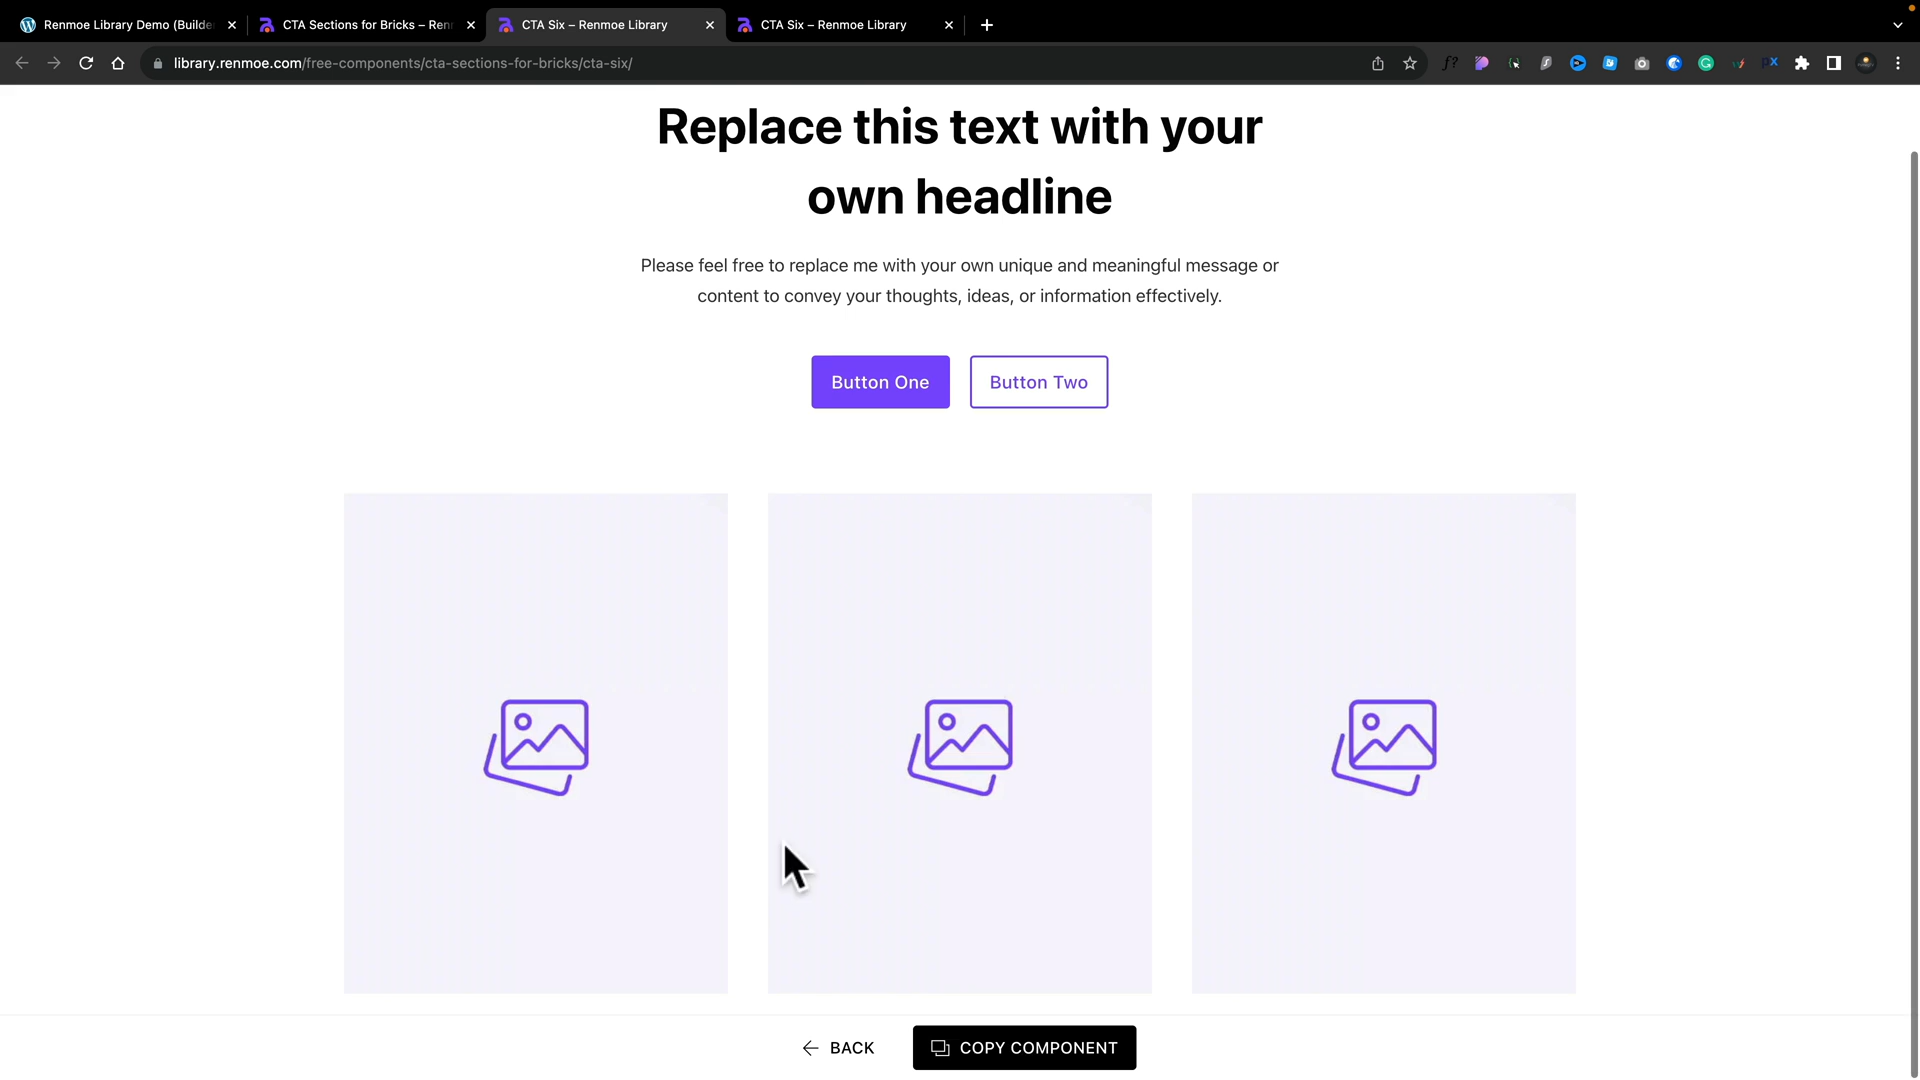 Renmoe Library Demo (Builde
CTA Sections for Bricks – Ren
CTA Six – Renmoe Library
CTA Six – Renmoe Library
library.renmoe.com/free-components/cta-sections-for-bricks/cta-six/
Replace this text with your
own headline
Please feel free to replace me with your own unique and meaningful message or
content to convey your thoughts, ideas, or information effectively.
Button One
Button Two
BACK
COPY COMPONENT